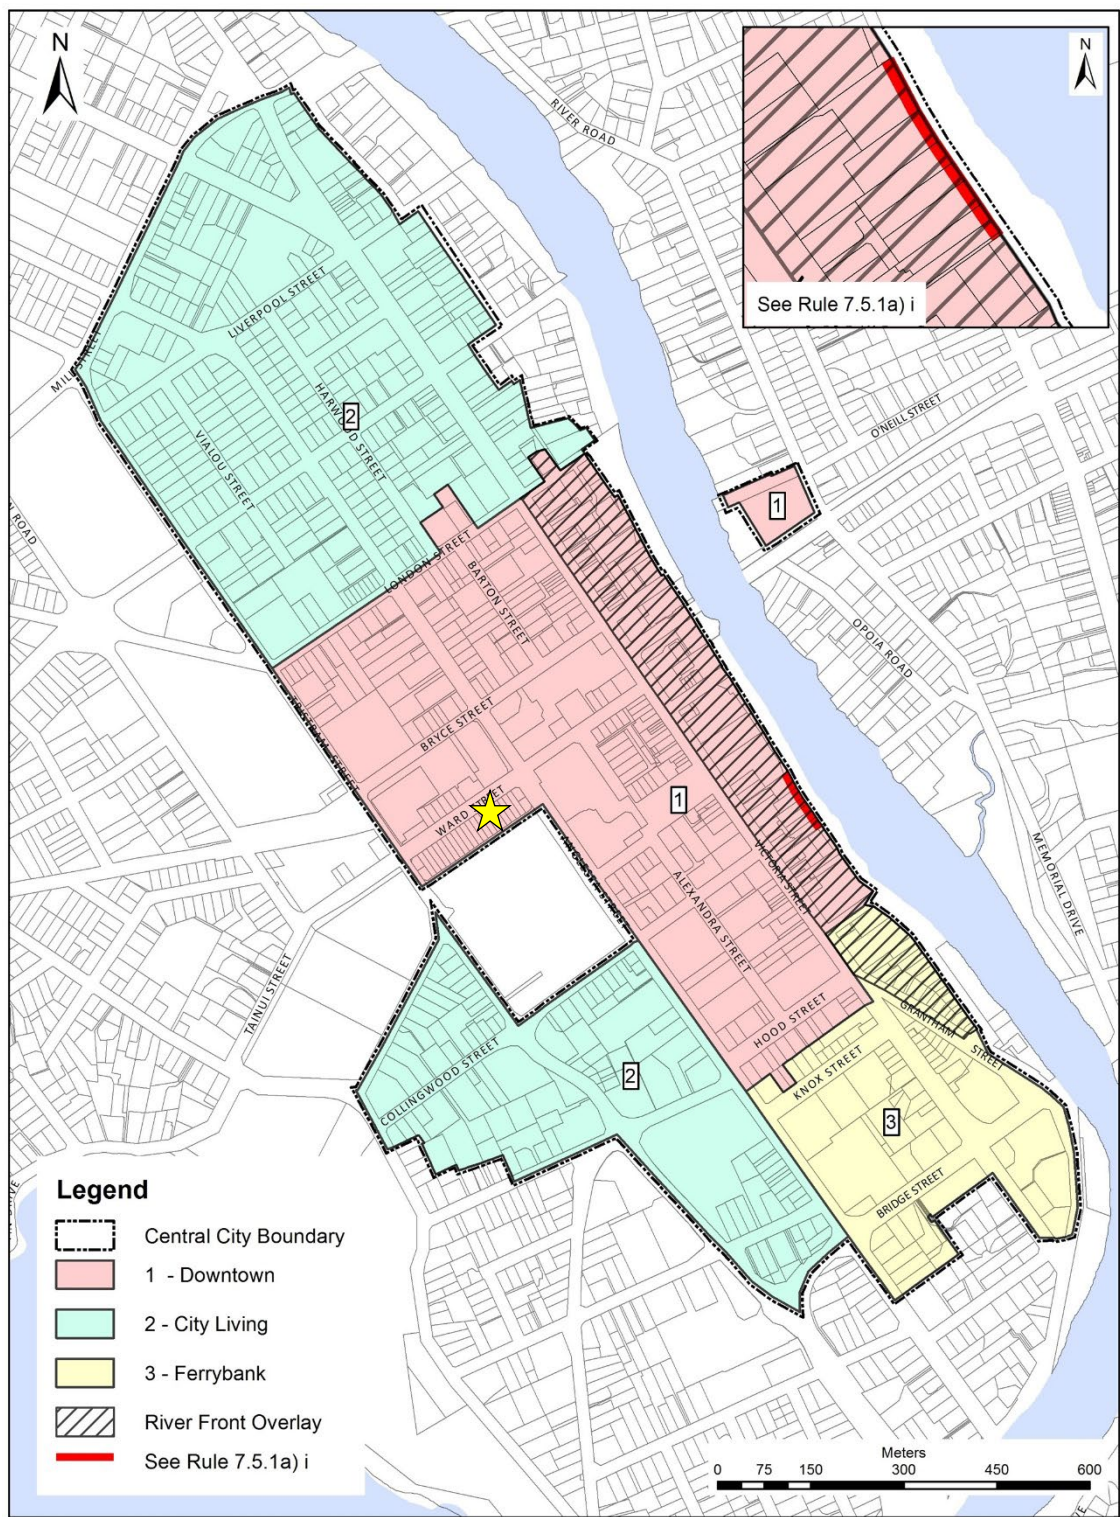 N
N
RIVER ROAD
See Rule 7.5.1a) i
LIVERPOOL STREET
HARWOOD STREET
2
VIALOU STREET
O'NEILL STREET
1
ROAD
LONDON STREET
BARTON STREET
OPOIA ROAD
BRYCE STREET
WARD STREET
1
VICTORIA STREET
ALEXANDRA STREET
MEMORIAL DRIVE
TAINUI STREET
HOOD STREET
GRANTHAM
STREET
KNOX STREET
COLLINGWOOD STREET
2
3
BRIDGE STREET
Legend
Central City Boundary
1 - Downtown
2 - City Living
3 - Ferrybank
River Front Overlay
See Rule 7.5.1a) i
Meters
0 75 150 300 450 600